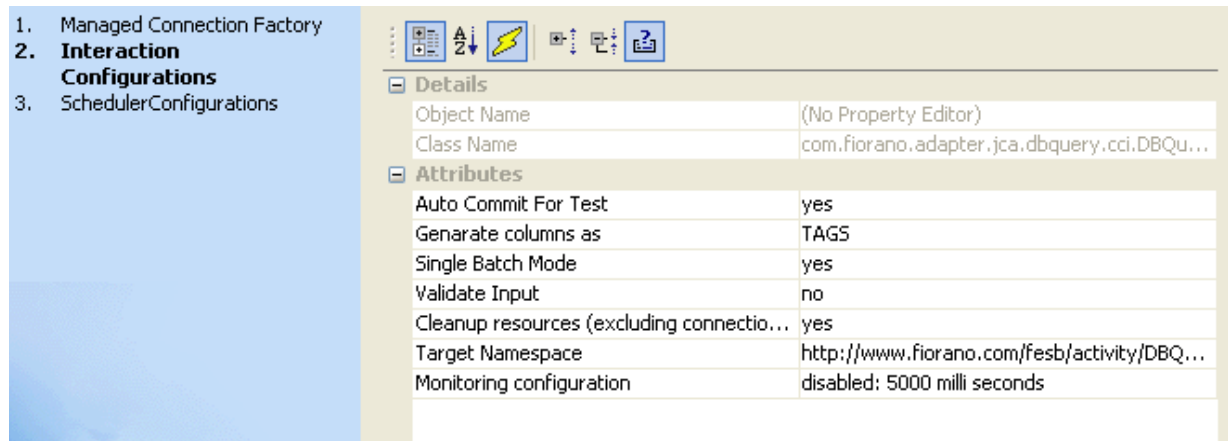 1. Managed Connection Factory
2. Interaction
Configurations
3. SchedulerConfigurations
Details
Object Name (No Property Editor)
Class Name com.fiorano.adapter.jca.dbquery.cci.DBQu...
Attributes
Auto Commit For Test yes
Genarate columns as TAGS
Single Batch Mode yes
Validate Input no
Cleanup resources (excluding connectio... yes
Target Namespace http://www.fiorano.com/fesb/activity/DBQ...
Monitoring configuration disabled: 5000 milli seconds